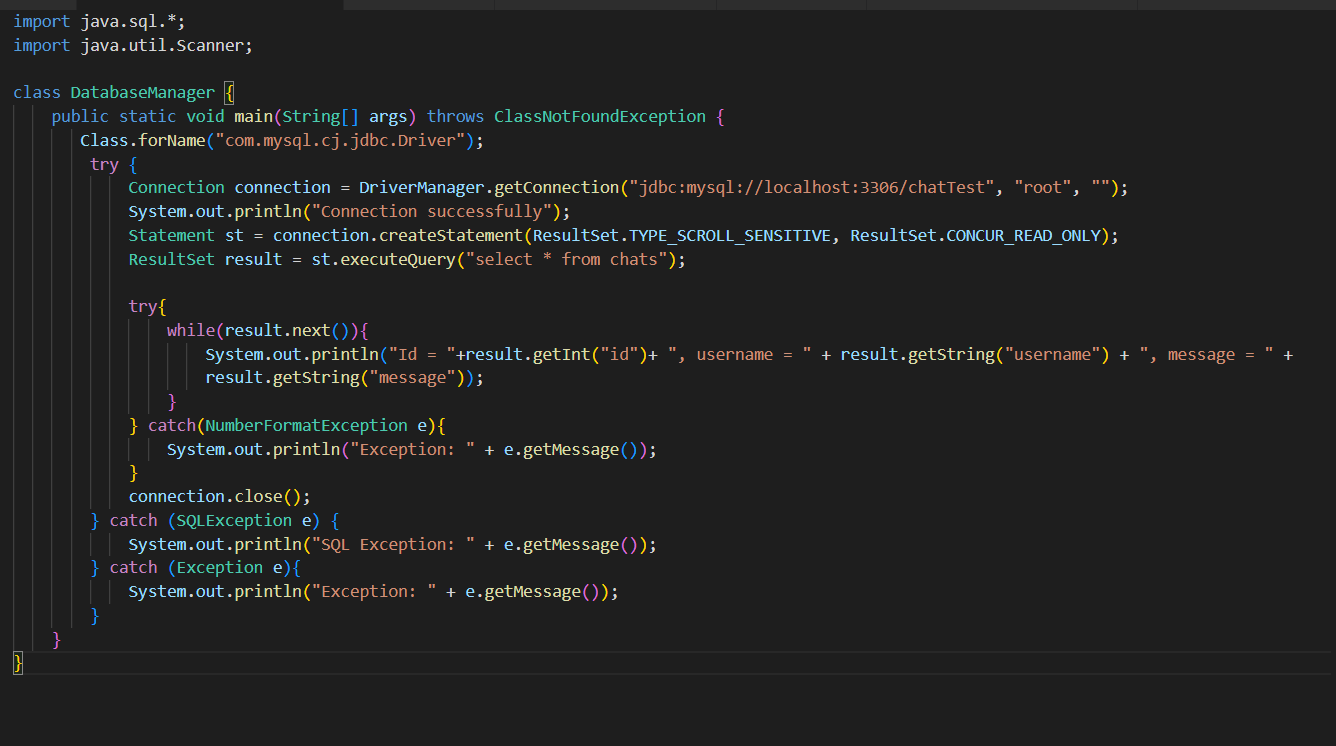 import java.sql.*;
import java.util.Scanner;

class DatabaseManager {
    public static void main(String[] args) throws ClassNotFoundException {
       Class.forName("com.mysql.cj.jdbc.Driver");
        try {
            Connection connection = DriverManager.getConnection("jdbc:mysql://localhost:3306/chatTest", "root", "");
            System.out.println("Connection successfully");
            Statement st = connection.createStatement(ResultSet.TYPE_SCROLL_SENSITIVE, ResultSet.CONCUR_READ_ONLY);
            ResultSet result = st.executeQuery("select * from chats");

            try{
                while(result.next()){
                    System.out.println("Id = "+result.getInt("id")+ ", username = " + result.getString("username") + ", message = " +
                    result.getString("message"));
                }
            } catch(NumberFormatException e){
                System.out.println("Exception: " + e.getMessage());
            }
            connection.close();
        } catch (SQLException e) {
            System.out.println("SQL Exception: " + e.getMessage());
        } catch (Exception e){
            System.out.println("Exception: " + e.getMessage());
        }
    }
}